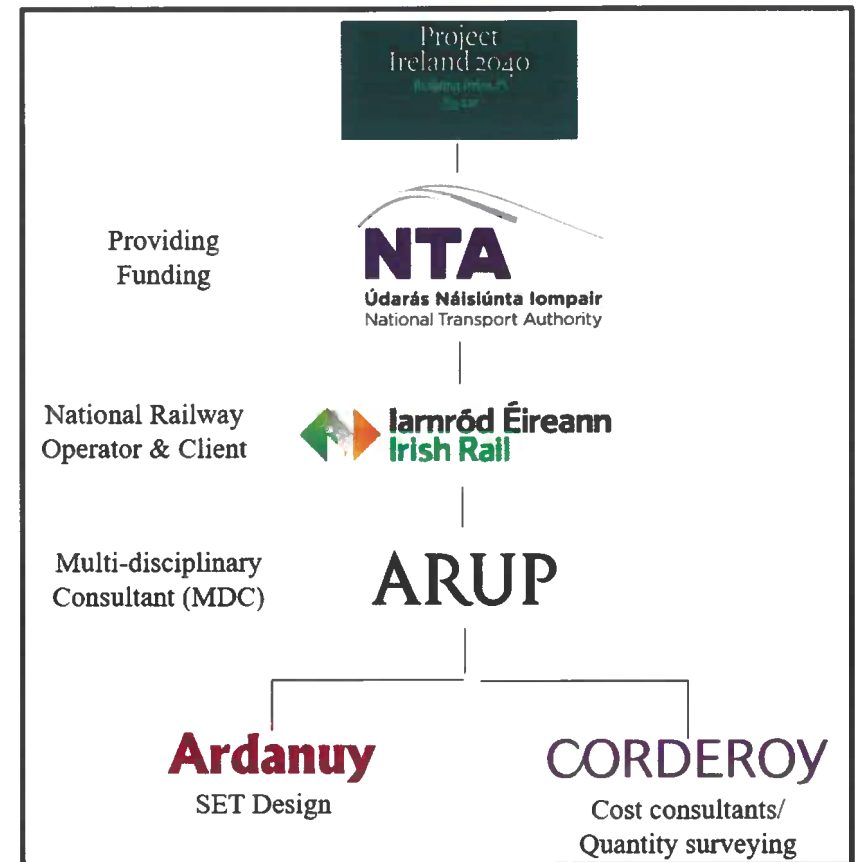 Project
Ireland 2040
Providing
Funding
NTA
Údarás Náisiúnta Iompair
National Transport Authority
National Railway
Operator & Client
Iarnród Éireann
Irish Rail
Multi-disciplinary
Consultant (MDC)
ARUP
Ardanuy
SET Design
CORDEROY
Cost consultants/
Quantity surveying